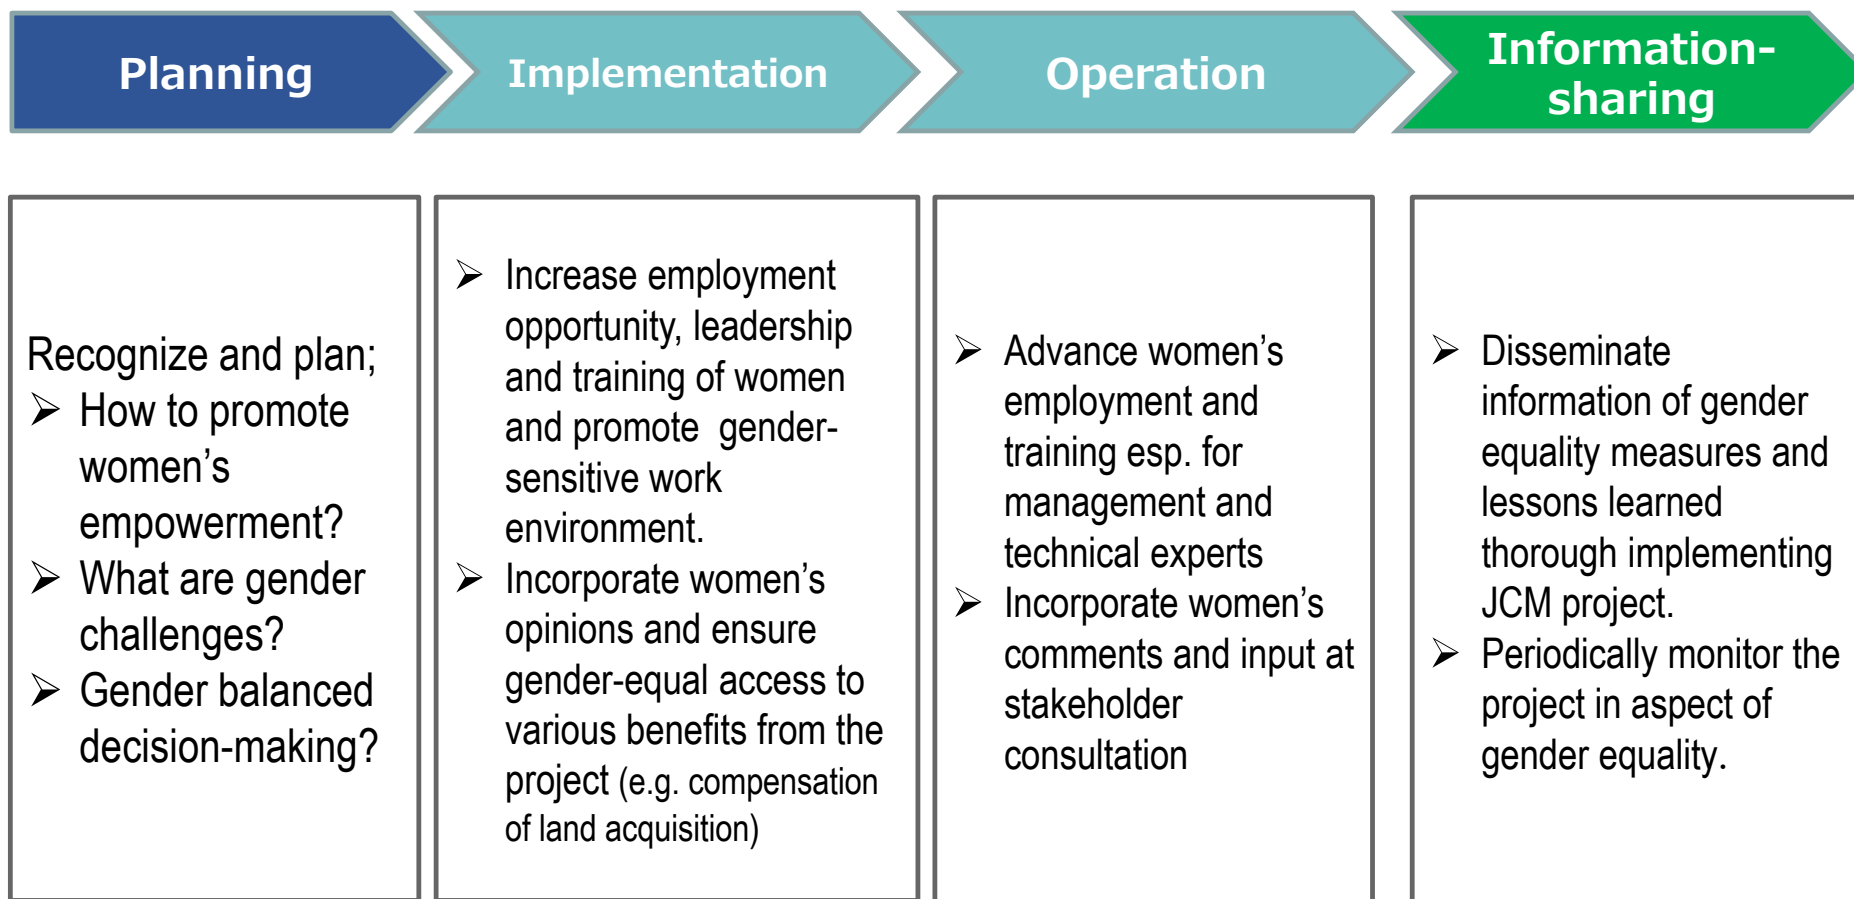 Planning
Implementation
Operation
Information-
sharing
Recognize and plan;
➢ How to promote
women’s
empowerment?
➢ What are gender
challenges?
➢ Gender balanced
decision-making?
➢ Increase employment
opportunity, leadership
and training of women
and promote  gender-
sensitive work
environment.
➢ Incorporate women’s
opinions and ensure
gender-equal access to
various benefits from the
project (e.g. compensation
of land acquisition)
➢ Advance women’s
employment and
training esp. for
management and
technical experts
➢ Incorporate women’s
comments and input at
stakeholder
consultation
➢ Disseminate
information of gender
equality measures and
lessons learned
thorough implementing
JCM project.
➢ Periodically monitor the
project in aspect of
gender equality.